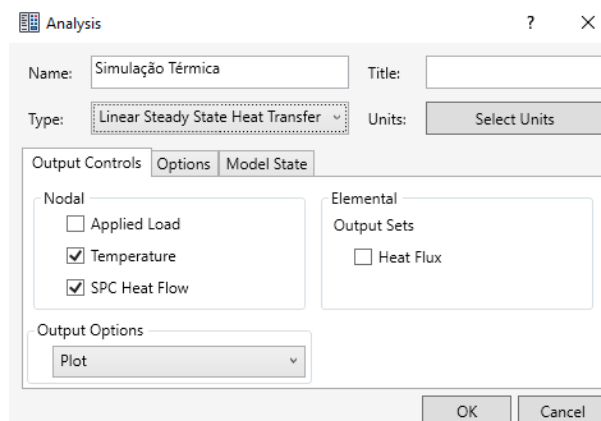 Analysis
?
Name: Simulação Térmica Title:
Type: Linear Steady State Heat Transfer Units: Select Units
Output Controls Options Model State
Nodal
Applied Load
Temperature
SPC Heat Flow
Elemental
Output Sets
Heat Flux
Output Options
Plot
OK Cancel